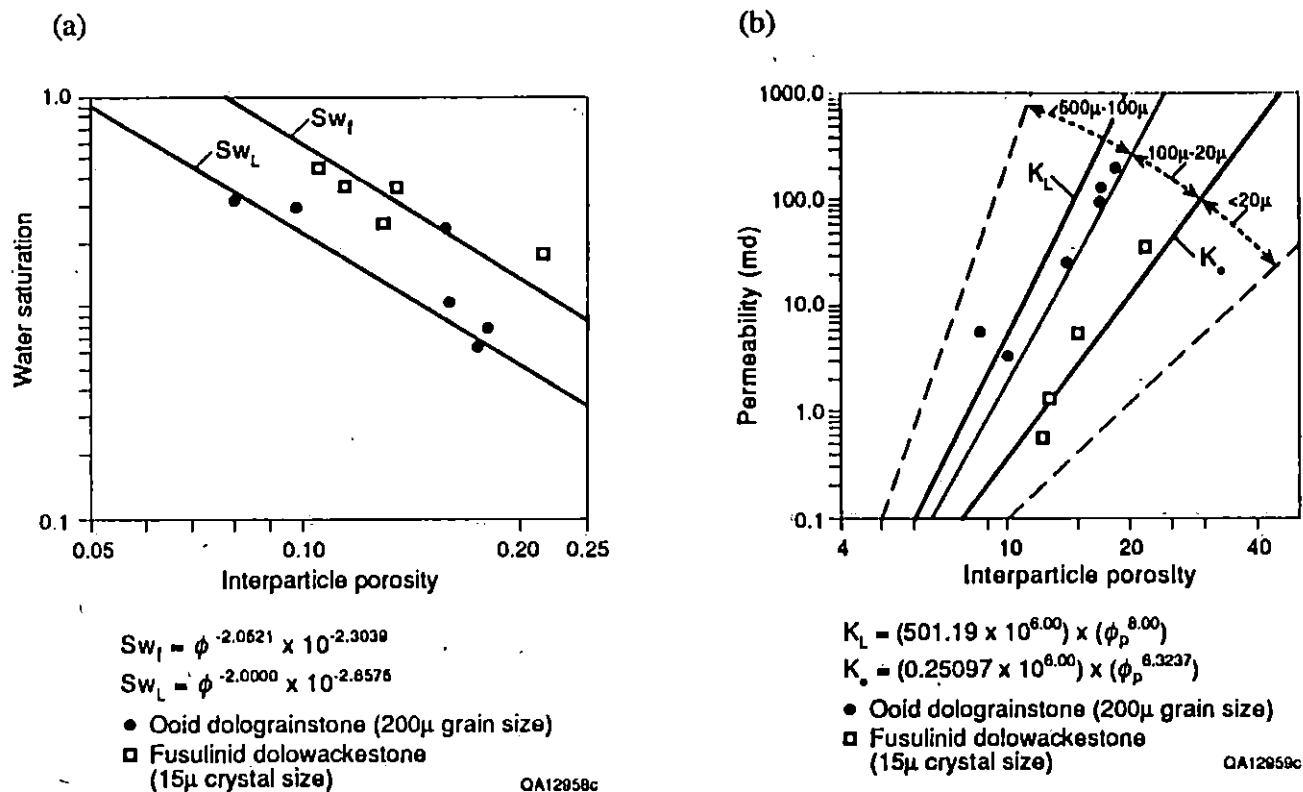 (a)
1.0
Sw_f
Sw_L
Water saturation
0.1
0.05
0.10
0.20
0.25
Interparticle porosity
Sw_f = φ^-2.0521 x 10^-2.3039
Sw_L = φ^-2.0000 x 10^-2.8575
● Ooid dolograinstone (200μ grain size)
□ Fusulinid dolowackestone
(15μ crystal size)
QA12958c
(b)
1000.0
100.0
10.0
1.0
0.1
Permeability (md)
500μ-100μ
100μ-20μ
<20μ
K_L
K
4
10
20
40
Interparticle porosity
K_L = (501.19 x 10^6.00) x (φ_p^8.00)
K_• = (0.25097 x 10^6.00) x (φ_p^6.3237)
● Ooid dolograinstone (200μ grain size)
□ Fusulinid dolowackestone
(15μ crystal size)
QA12959c